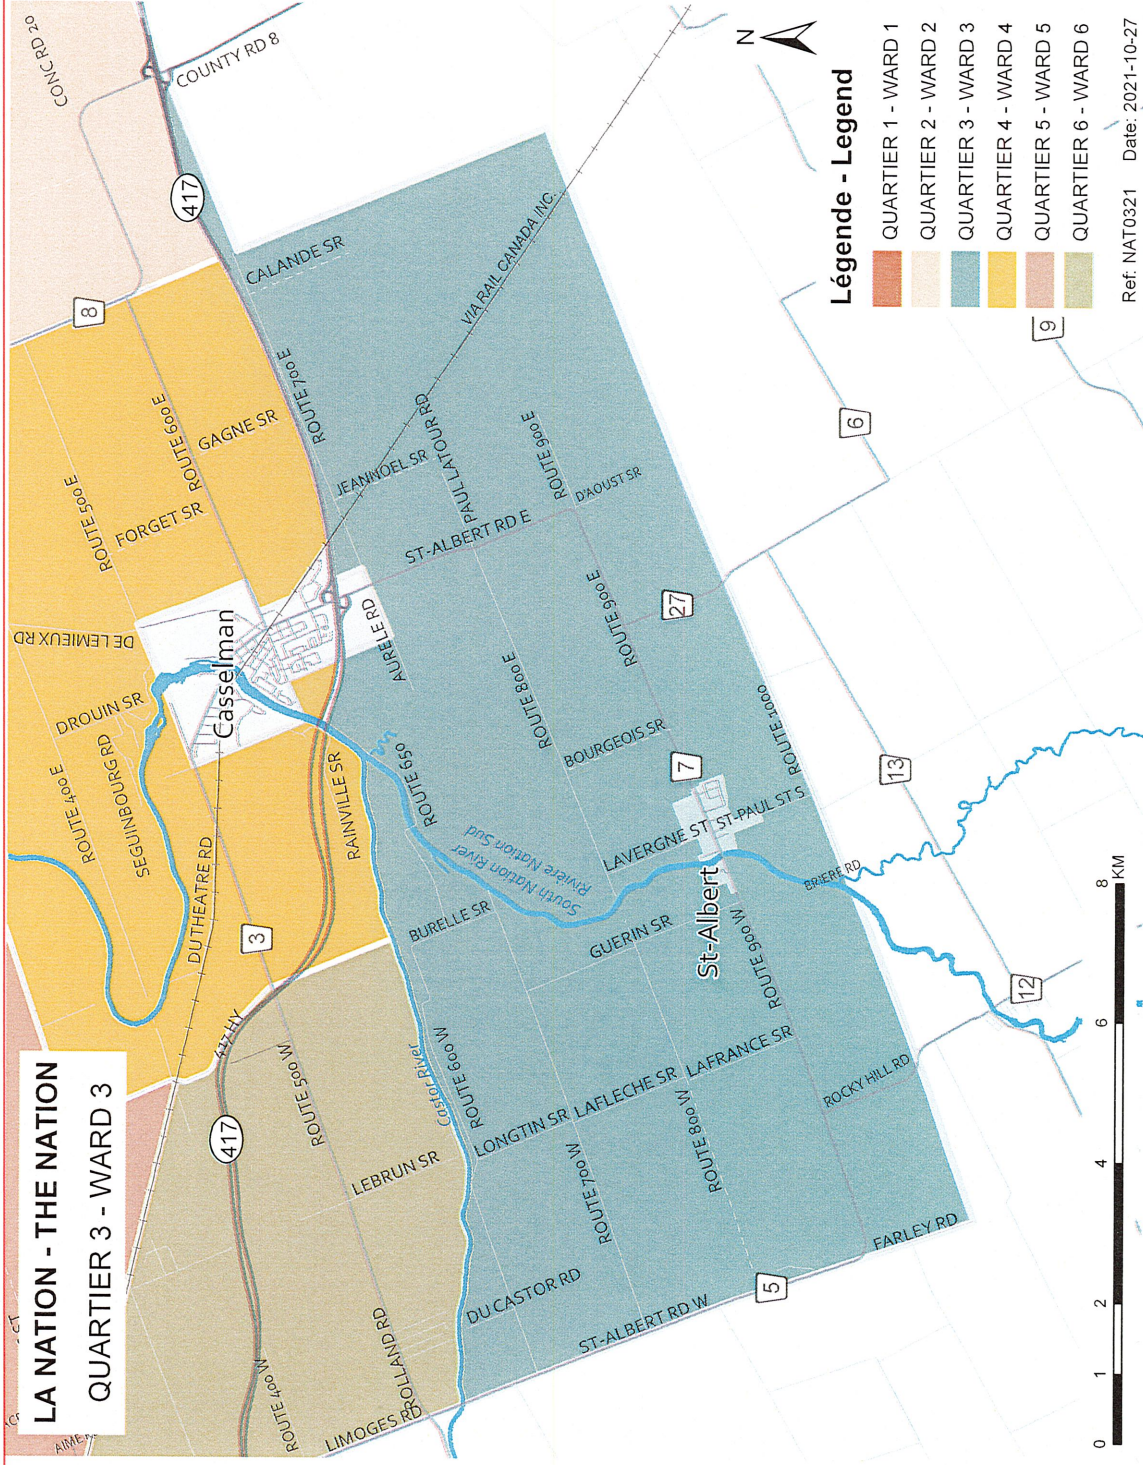 LA NATION - THE NATION
QUARTIER 3 - WARD 3
CONC RD 20
COUNTY RD 8
417
8
CALANDE SR
ROUTE 700 E
ROUTE 600 E
GAGNE SR
ROUTE 500 E
FORGET SR
VIA RAIL CANADA INC.
JEANNOEL SR
PAUL LATOUR RD
ST-ALBERT RD E
ROUTE 900 E
D'AOUST SR
DE LEMIEUX RD
Casselman
AURELE RD
DROUIN SR
SEGUINBOURG RD
ROUTE 400 E
DU THEATRE RD
RAINVILLE SR
ROUTE 650
South Nation River
Rivière Nation Sud
ROUTE 800 E
BOURGEOIS SR
ROUTE 900 E
27
ROUTE 1000
7
LAVERGNE ST
ST-PAUL ST S
St-Albert
BRIERE RD
BURELLE SR
GUERIN SR
ROUTE 900 W
3
417 HY
417
ROUTE 500 W
Castor River
ROUTE 600 W
LONGTIN SR
LAFLECHE SR
LAFRANCE SR
ROUTE 800 W
ROUTE 700 W
ROCKY HILL RD
LEBRUN SR
DU CASTOR RD
ST-ALBERT RD W
5
FARLEY RD
ROLLAND RD
ROUTE 400 W
LIMOGES RD
6
9
13
12
N
Légende - Legend
QUARTIER 1 - WARD 1
QUARTIER 2 - WARD 2
QUARTIER 3 - WARD 3
QUARTIER 4 - WARD 4
QUARTIER 5 - WARD 5
QUARTIER 6 - WARD 6
Ref: NAT0321 Date: 2021-10-27
0 1 2 4 6 8
KM